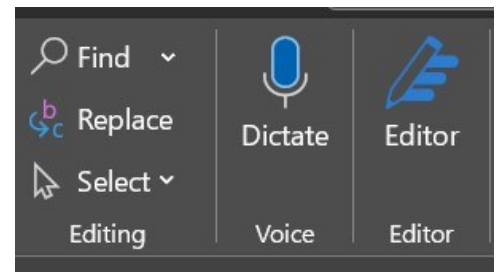 Find
Replace
Select
Editing
Dictate
Voice
Editor
Editor